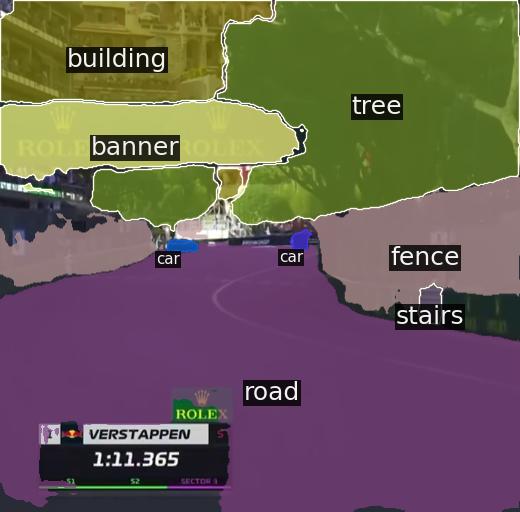 building
tree
banner
ROLEX
ROLEX
fence
car
car
stairs
road
ROLEX
1 VERSTAPPEN S
1:11.365
S1 S2 SECTOR 3